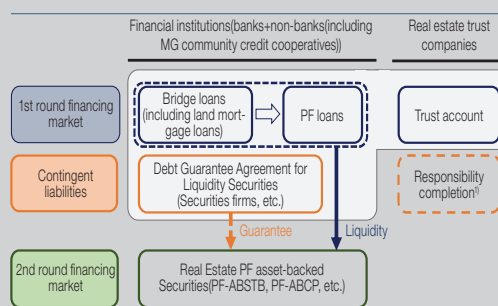 Financial institutions(banks+non-banks(including
MG community credit cooperatives))
Real estate trust
companies
1st round financing
market
Bridge loans
(including land mort-
gage loans)
PF loans
Trust account
Contingent
liabilities
Debt Guarantee Agreement for
Liquidity Securities
(Securities firms, etc.)
Responsibility
completion¹⁾
Guarantee
Liquidity
2nd round financing
market
Real Estate PF asset-backed
Securities(PF-ABSTB, PF-ABCP, etc.)